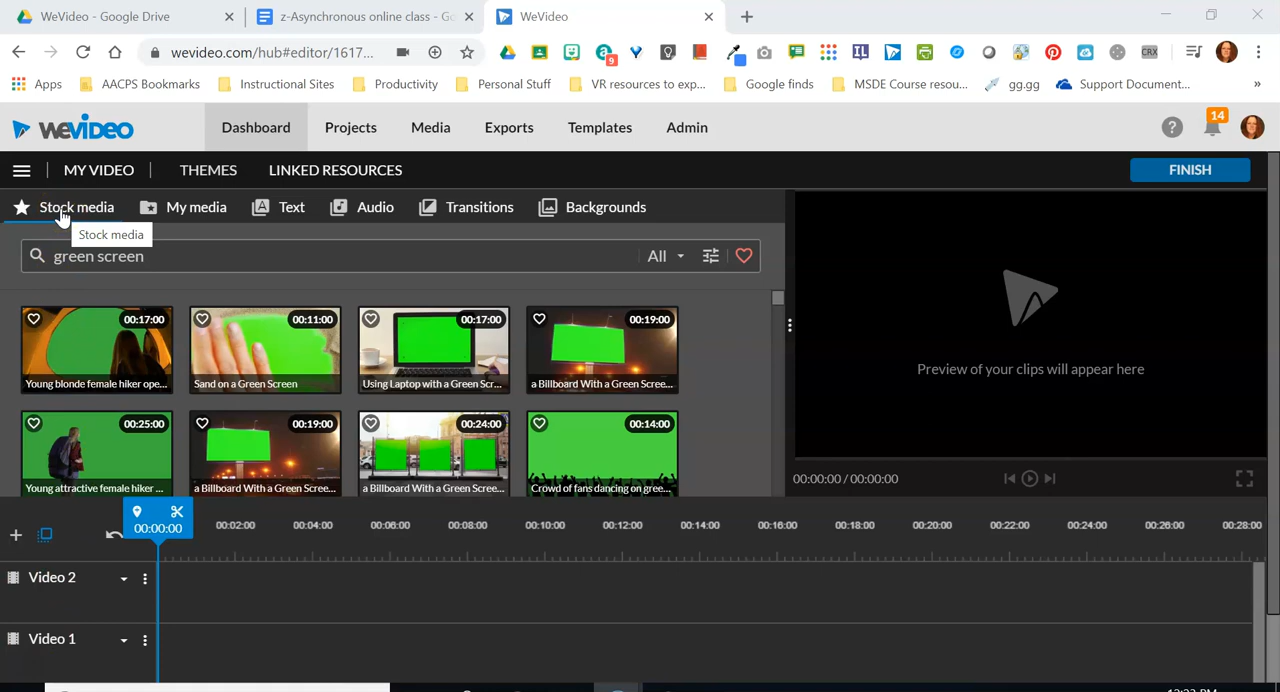 WeVideo - Google Drive
z-Asynchronous online class - Go
WeVideo
wevideo.com/hub#editor/1617...
9
IL
CRX
Apps
AACPS Bookmarks
Instructional Sites
Productivity
Personal Stuff
VR resources to exp...
Google finds
MSDE Course resou...
gg.gg
Support Document...
»
WEVIDEO
Dashboard
Projects
Media
Exports
Templates
Admin
?
14
MY VIDEO
THEMES
LINKED RESOURCES
FINISH
Stock media
My media
Text
Audio
Transitions
Backgrounds
Stock media
green screen
All
00:17:00
Young blonde female hiker ope...
00:11:00
Sand on a Green Screen
00:17:00
Using Laptop with a Green Scr...
00:19:00
a Billboard With a Green Scree...
00:25:00
Young attractive female hiker ...
00:19:00
a Billboard With a Green Scree...
00:24:00
a Billboard With a Green Scree...
00:14:00
Crowd of fans dancing on gree...
Preview of your clips will appear here
00:00:00 / 00:00:00
00:00:00
00:02:00
00:04:00
00:06:00
00:08:00
00:10:00
00:12:00
00:14:00
00:16:00
00:18:00
00:20:00
00:22:00
00:24:00
00:26:00
00:28:00
Video 2
Video 1